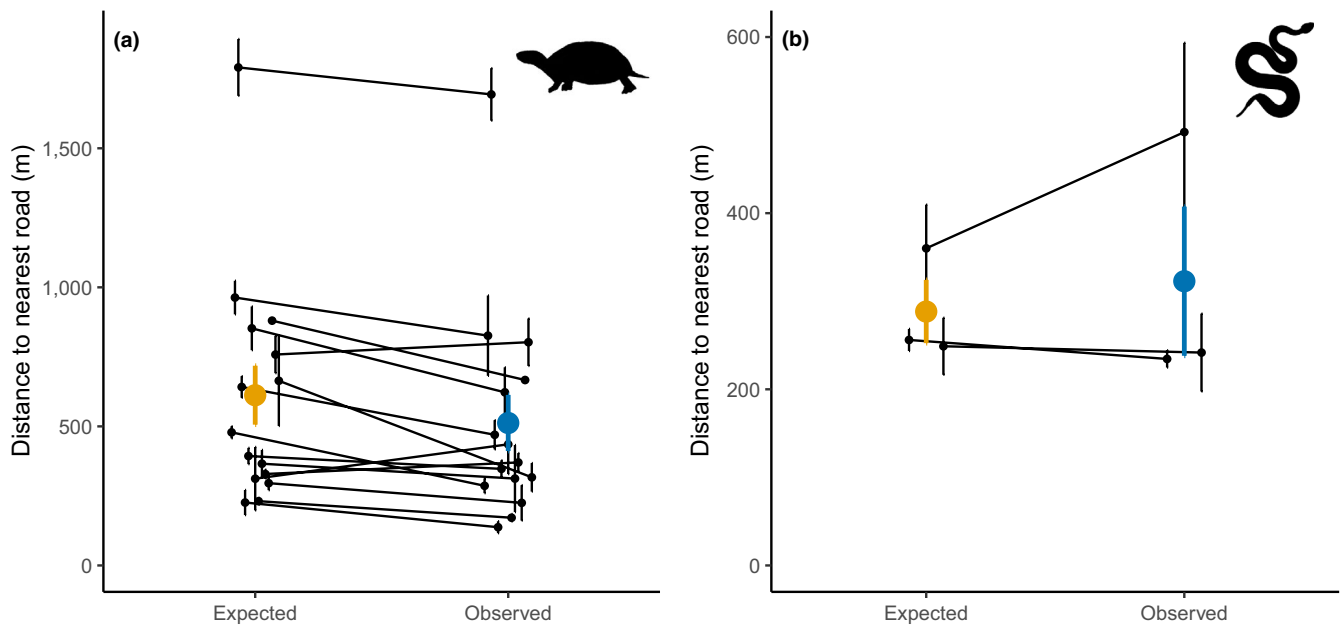 (a)
Distance to nearest road (m)
1,500
1,000
500
0
Expected
Observed
(b)
Distance to nearest road (m)
600
400
200
0
Expected
Observed